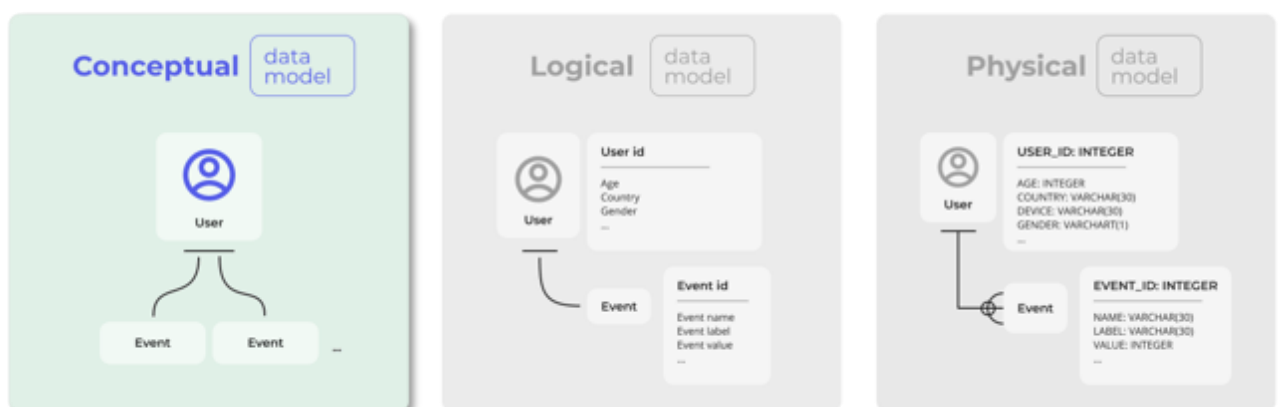 Conceptual data model
User
Event
Event
...
Logical data model
User
User id
Age
Country
Gender
...
Event
Event id
Event name
Event label
Event value
...
Physical data model
User
USER_ID: INTEGER
AGE: INTEGER
COUNTRY: VARCHAR(30)
DEVICE: VARCHAR(30)
GENDER: VARCHART(1)
...
Event
EVENT_ID: INTEGER
NAME: VARCHAR(30)
LABEL: VARCHAR(30)
VALUE: INTEGER
...